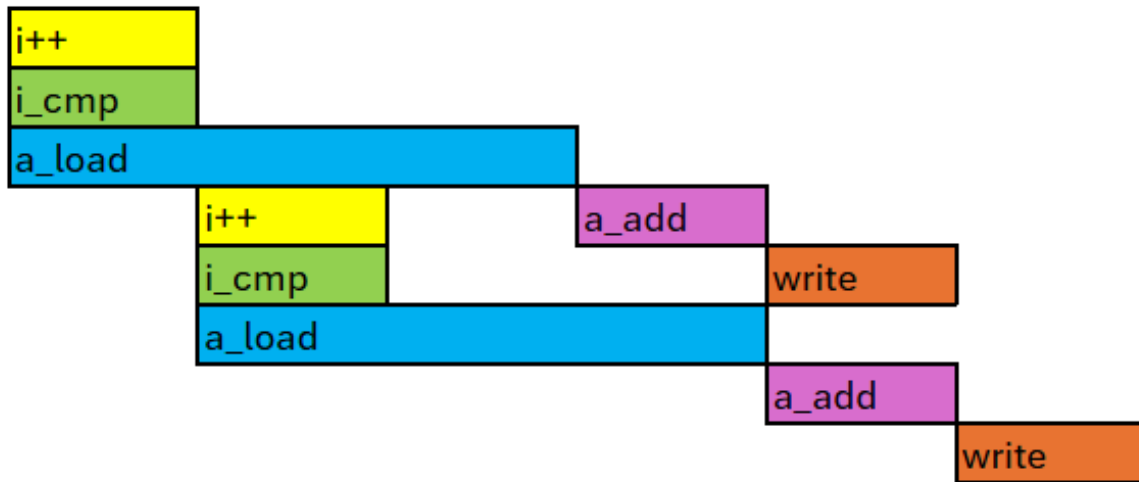 i++
i_cmp
a_load
i++ a_add
i_cmp write
a_load
a_add
write